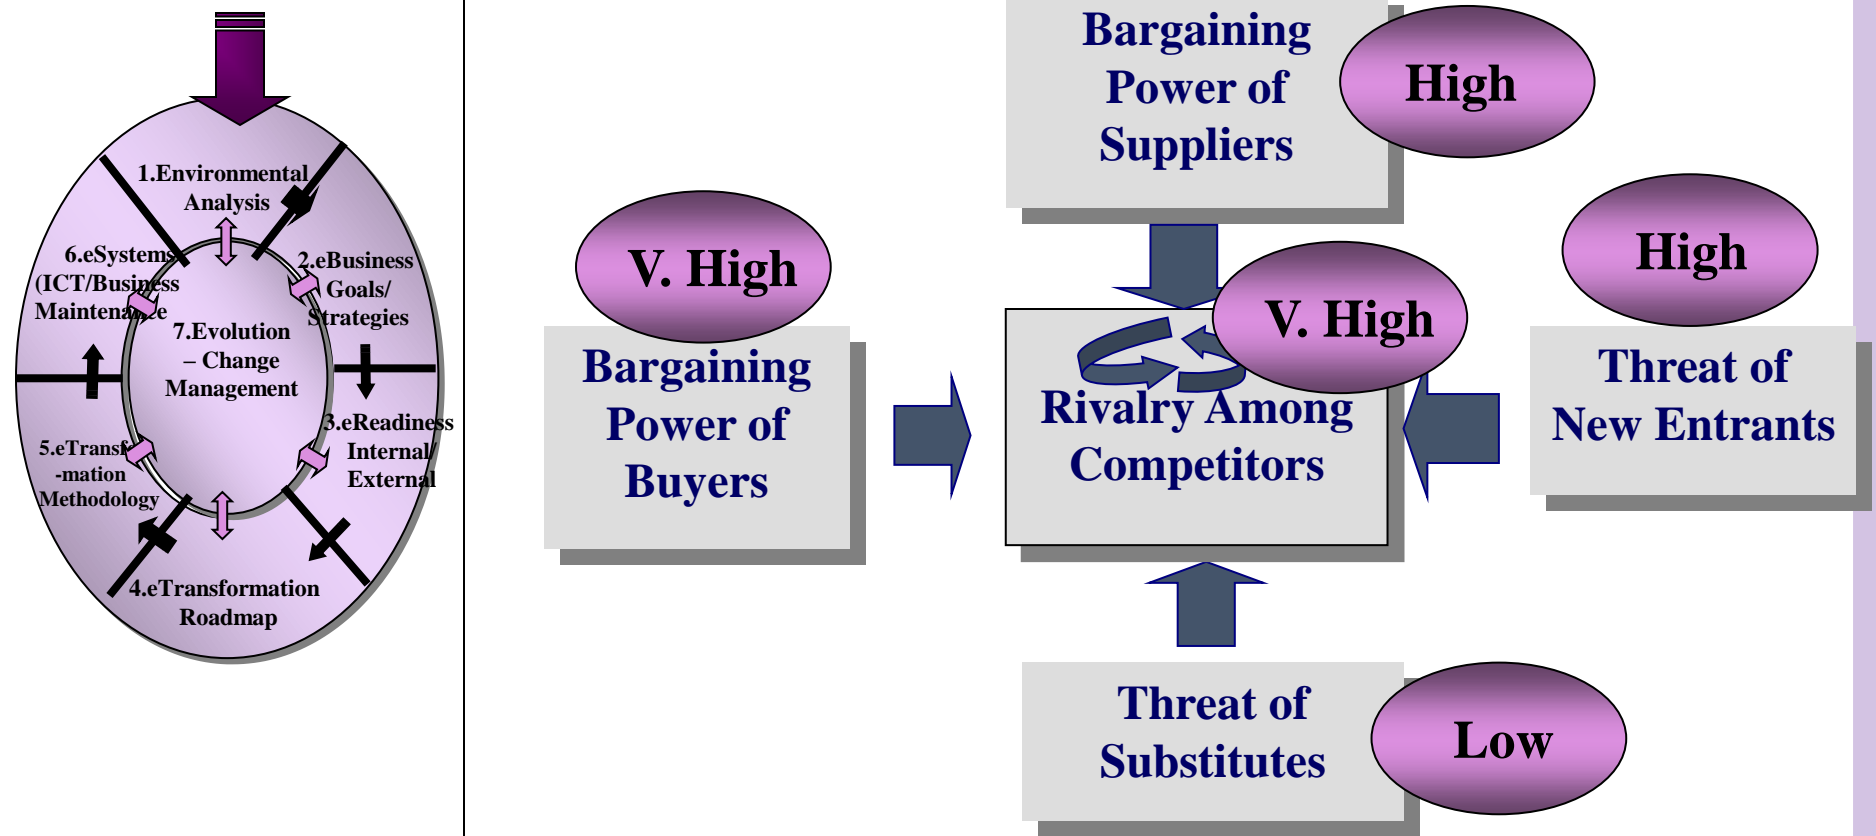 1.Environmental
Analysis
2.eBusiness
Goals/
Strategies
3.eReadiness
Internal/
External
4.eTransformation
Roadmap
5.eTransfor
-mation
Methodology
6.eSystems
(ICT/Business
Maintenance
7.Evolution
– Change
Management
Bargaining
Power of
Suppliers
High
V. High
Bargaining
Power of
Buyers
V. High
Rivalry Among
Competitors
High
Threat of
New Entrants
Threat of
Substitutes
Low